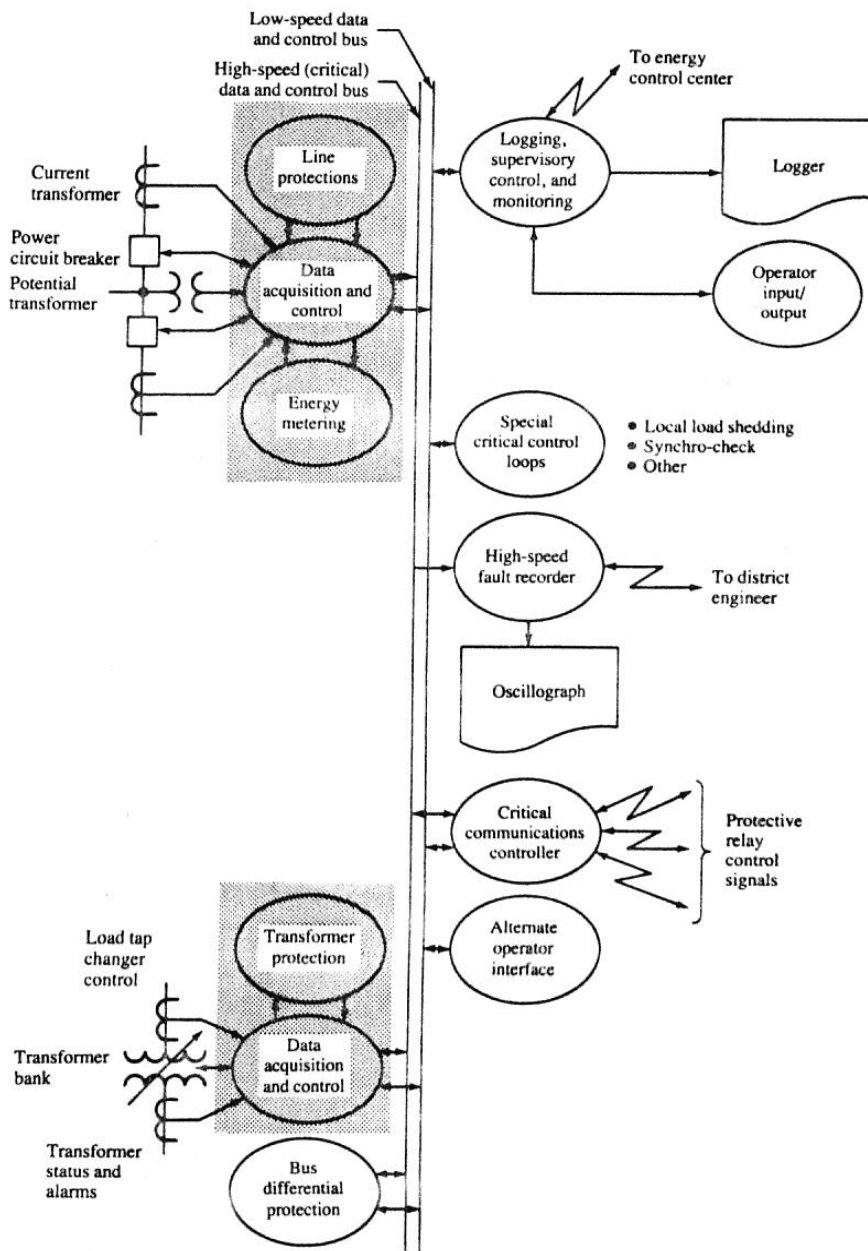 Low-speed data
and control bus
High-speed (critical)
data and control bus
To energy
control center
Line
protections
Logging,
supervisory
control, and
monitoring
Logger
Current
transformer
Power
circuit breaker
Potential
transformer
Data
acquisition and
control
Operator
input/
output
Energy
metering
Special
critical control
loops
• Local load shedding
• Synchro-check
• Other
High-speed
fault recorder
To district
engineer
Oscillograph
Critical
communications
controller
Protective
relay
control
signals
Load tap
changer
control
Transformer
protection
Alternate
operator
interface
Transformer
bank
Data
acquisition and
control
Transformer
status and
alarms
Bus
differential
protection